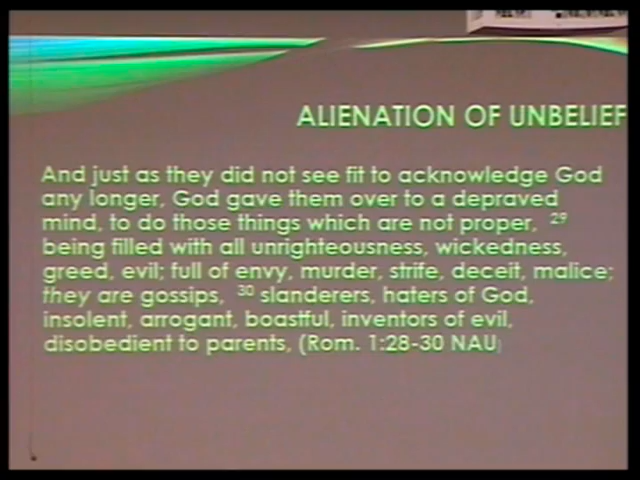 ALIENATION OF UNBELIEF
And just as they did not see fit to acknowledge God
any longer, God gave them over to a depraved
mind, to do those things which are not proper, 29
being filled with all unrighteousness, wickedness,
greed, evil; full of envy, murder, strife, deceit, malice;
they are gossips, 30 slanderers, haters of God,
insolent, arrogant, boastful, inventors of evil,
disobedient to parents, (Rom. 1:28-30 NAU)